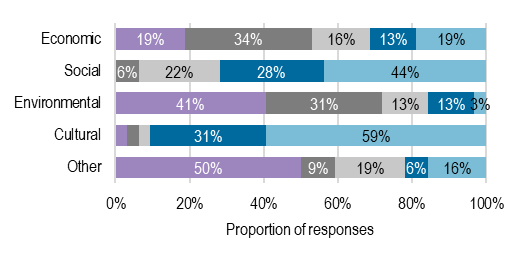 Economic 19% 34% 16% 13% 19%
Social 6% 22% 28% 44%
Environmental 41% 31% 13% 13% 3%
Cultural 31% 59%
Other 50% 9% 19% 6% 16%
0% 20% 40% 60% 80% 100%
Proportion of responses